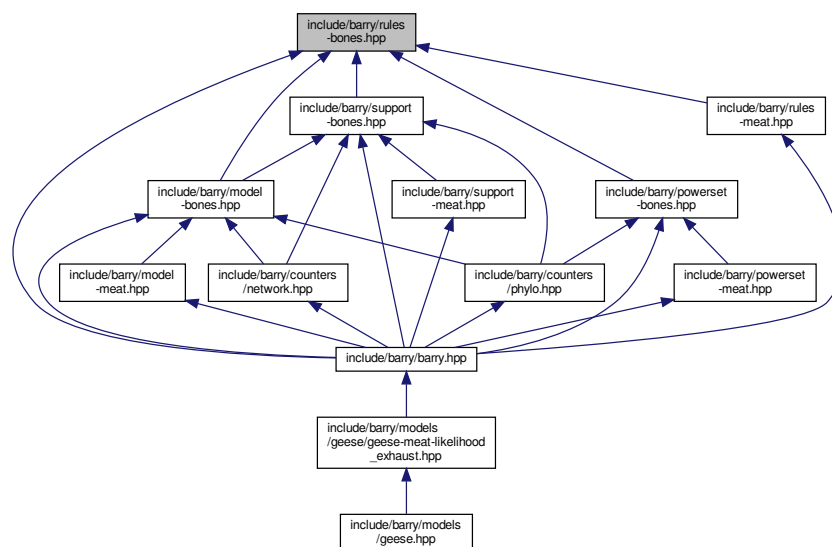 include/barry/rules
-bones.hpp
include/barry/support
-bones.hpp
include/barry/rules
-meat.hpp
include/barry/model
-bones.hpp
include/barry/support
-meat.hpp
include/barry/powerset
-bones.hpp
include/barry/model
-meat.hpp
include/barry/counters
/network.hpp
include/barry/counters
/phylo.hpp
include/barry/powerset
-meat.hpp
include/barry/barry.hpp
include/barry/models
/geese/geese-meat-likelihood
_exhaust.hpp
include/barry/models
/geese.hpp